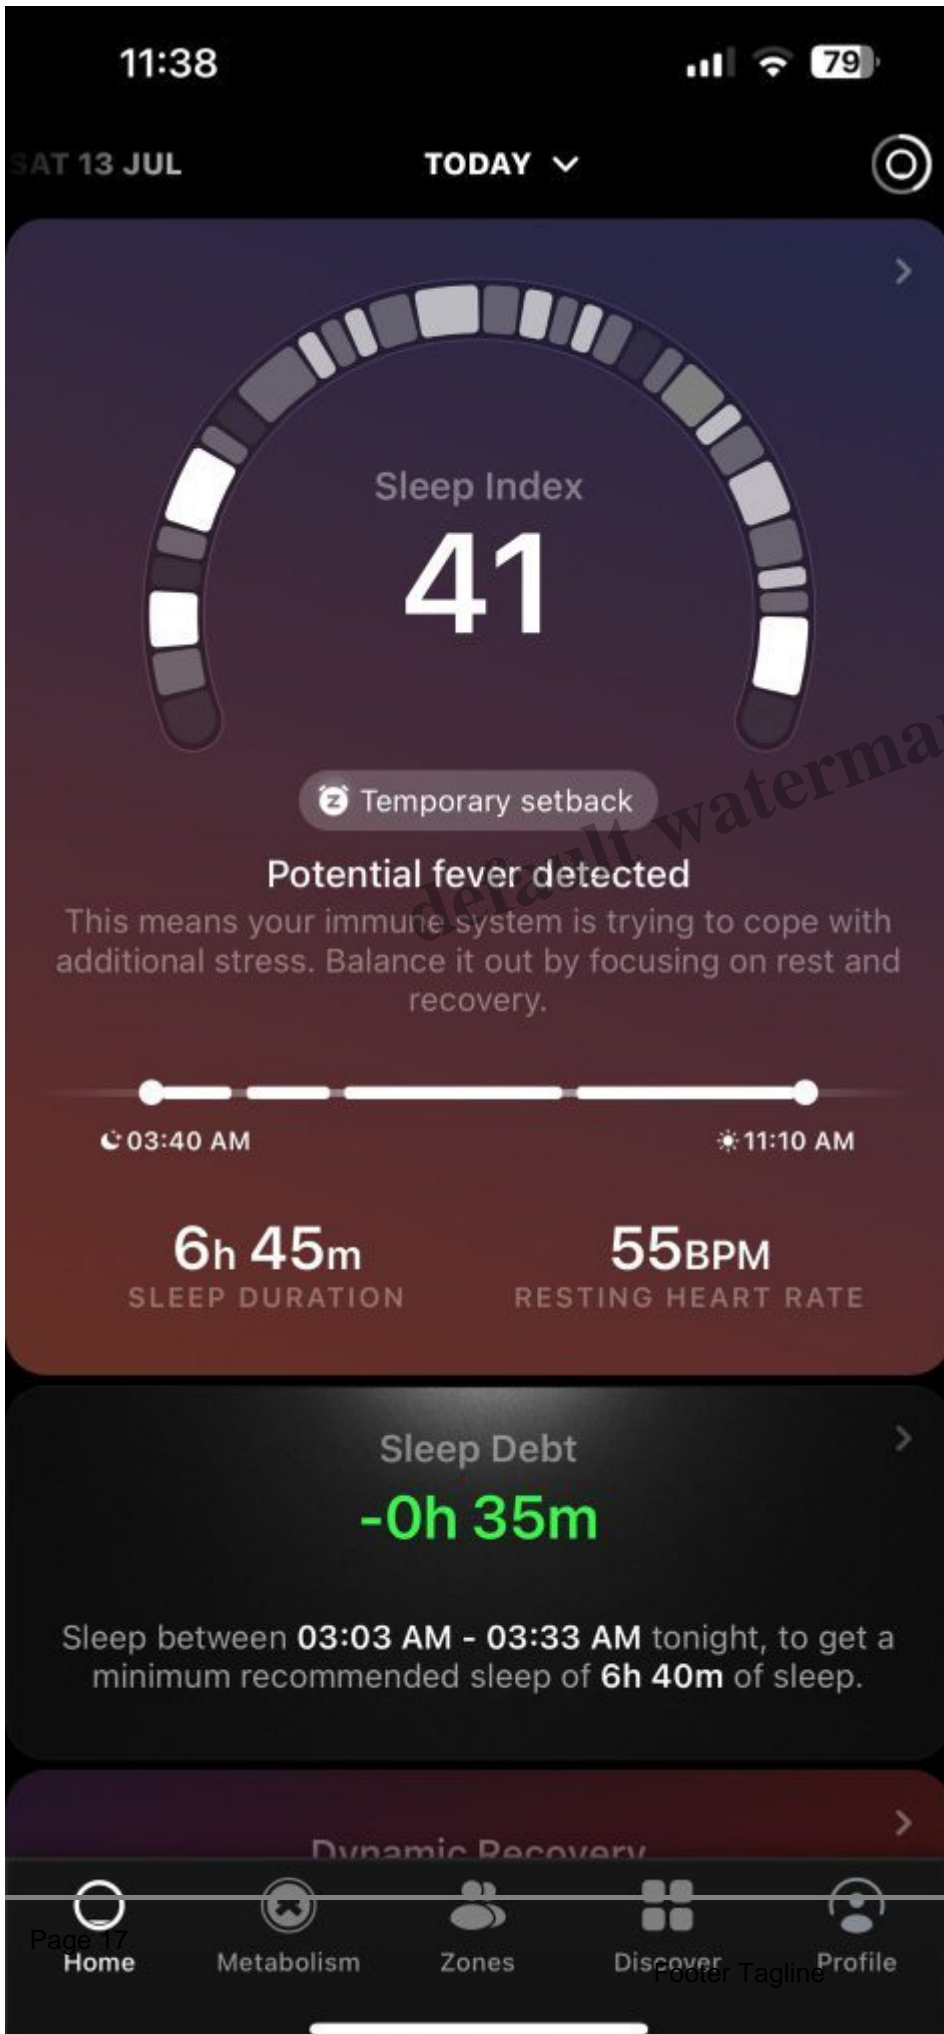 11:38
79
SAT 13 JUL
TODAY
Sleep Index
41
Temporary setback
Potential fever detected
This means your immune system is trying to cope with
additional stress. Balance it out by focusing on rest and
recovery.
03:40 AM
11:10 AM
6h 45m
55BPM
SLEEP DURATION
RESTING HEART RATE
Sleep Debt
-0h 35m
Sleep between 03:03 AM - 03:33 AM tonight, to get a
minimum recommended sleep of 6h 40m of sleep.
Dynamic Recovery
Page 17
Home
Metabolism
Zones
Discover
Profile
Footer Tagline
default waterma